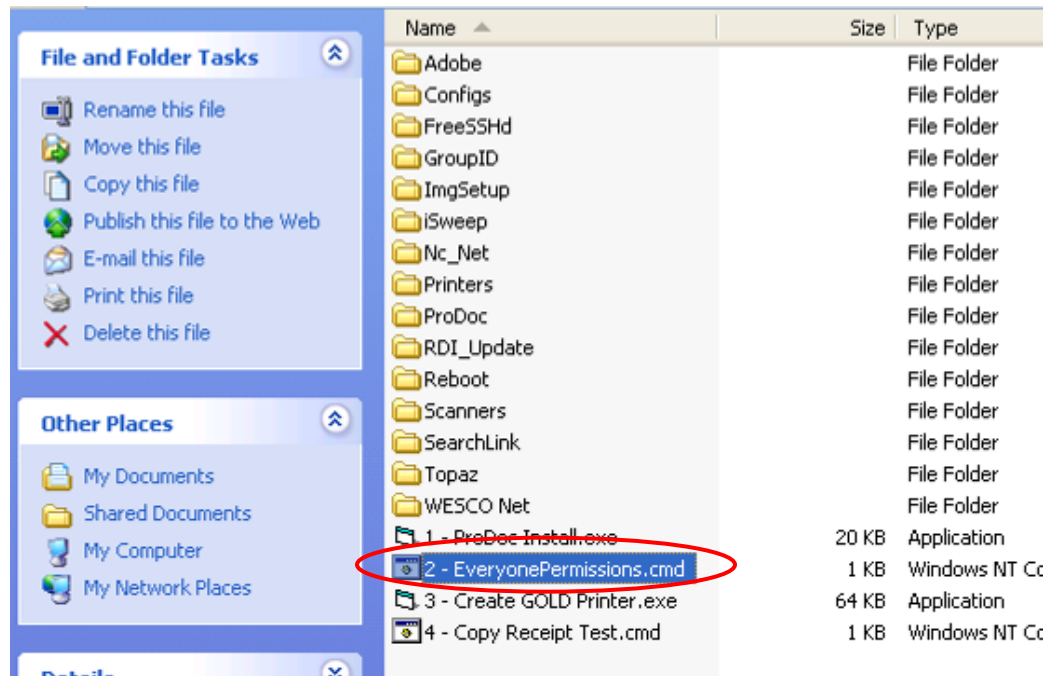 File and Folder Tasks
Rename this file
Move this file
Copy this file
Publish this file to the Web
E-mail this file
Print this file
Delete this file
Other Places
My Documents
Shared Documents
My Computer
My Network Places
Details
Name Size Type
Adobe File Folder
Configs File Folder
FreeSSHd File Folder
GroupID File Folder
ImgSetup File Folder
iSweep File Folder
Nc_Net File Folder
Printers File Folder
ProDoc File Folder
RDI_Update File Folder
Reboot File Folder
Scanners File Folder
SearchLink File Folder
Topaz File Folder
WESCO Net File Folder
1 - ProDoc Install.exe 20 KB Application
2 - EveryonePermissions.cmd 1 KB Windows NT Co
3 - Create GOLD Printer.exe 64 KB Application
4 - Copy Receipt Test.cmd 1 KB Windows NT Co